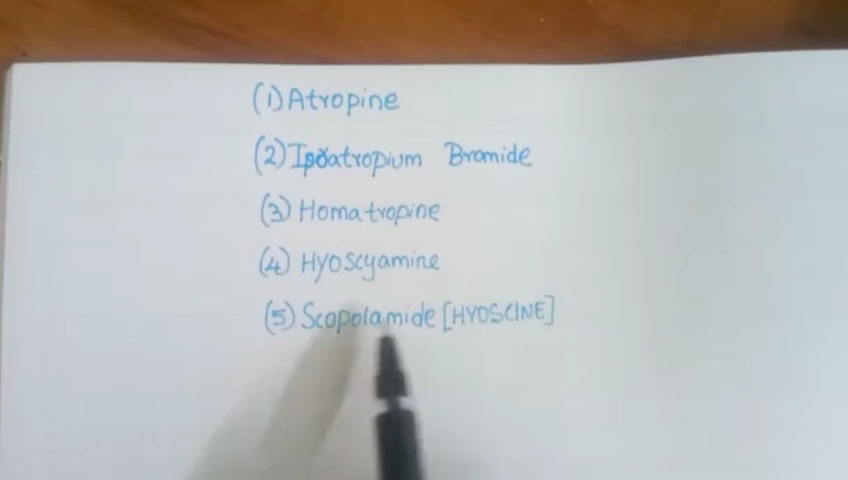 (1) Atropine
(2) Ipratropium Bromide
(3) Homatropine
(4) Hyoscyamine
(5) Scopolamide [HYOSCINE]